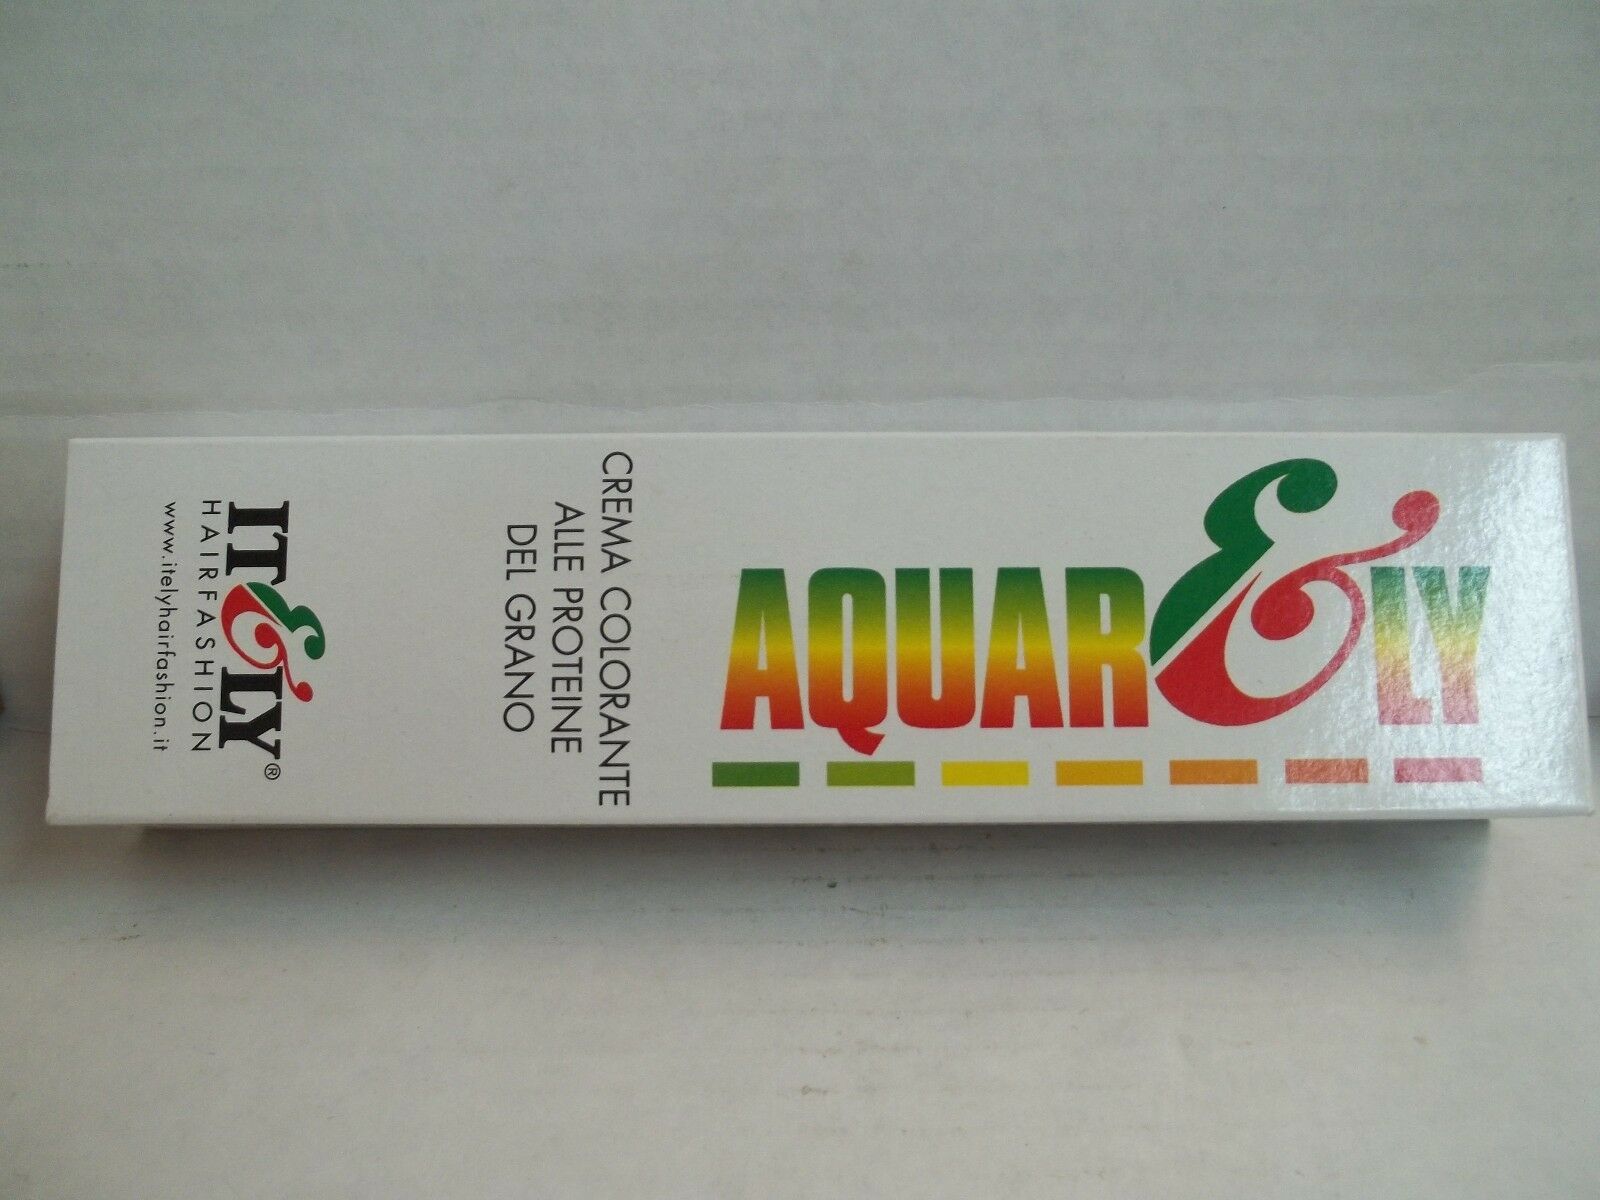 AQUAR&LY
CREMA COLORANTE
ALLE PROTEINE
DEL GRANO
IT&LY®
HAIRFASHION
www.itelyhairfashion.it